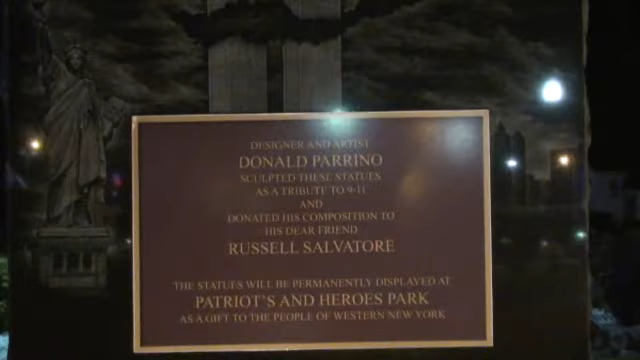 DESIGNER AND ARTIST
DONALD PARRINO
SCULPTED THESE STATUES
AS A TRIBUTE TO 9-11
AND
DONATED HIS COMPOSITION TO
HIS DEAR FRIEND
RUSSELL SALVATORE
THE STATUES WILL BE PERMANENTLY DISPLAYED AT
PATRIOT'S AND HEROES PARK
AS A GIFT TO THE PEOPLE OF WESTERN NEW YORK